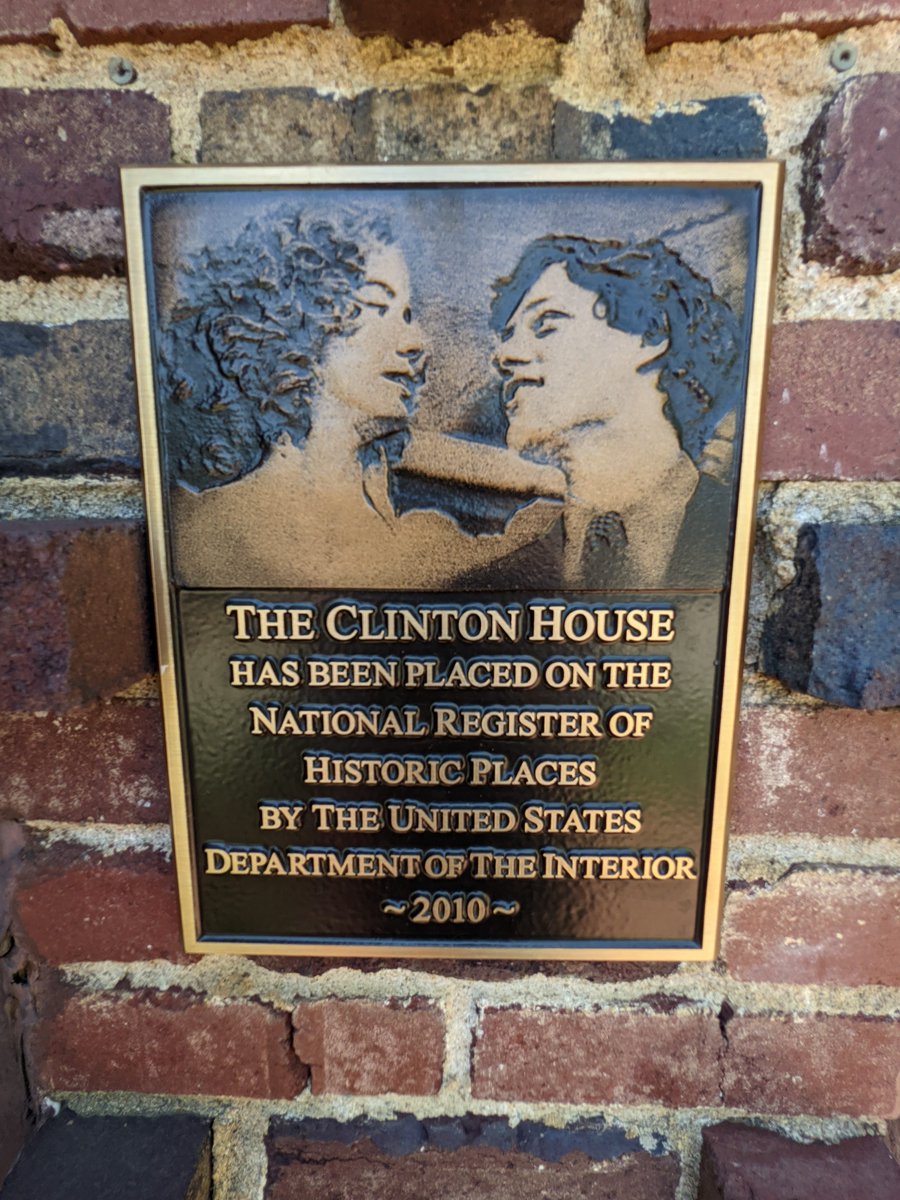 THE CLINTON HOUSE
HAS BEEN PLACED ON THE
NATIONAL REGISTER OF
HISTORIC PLACES
BY THE UNITED STATES
DEPARTMENT OF THE INTERIOR
~ 2010 ~